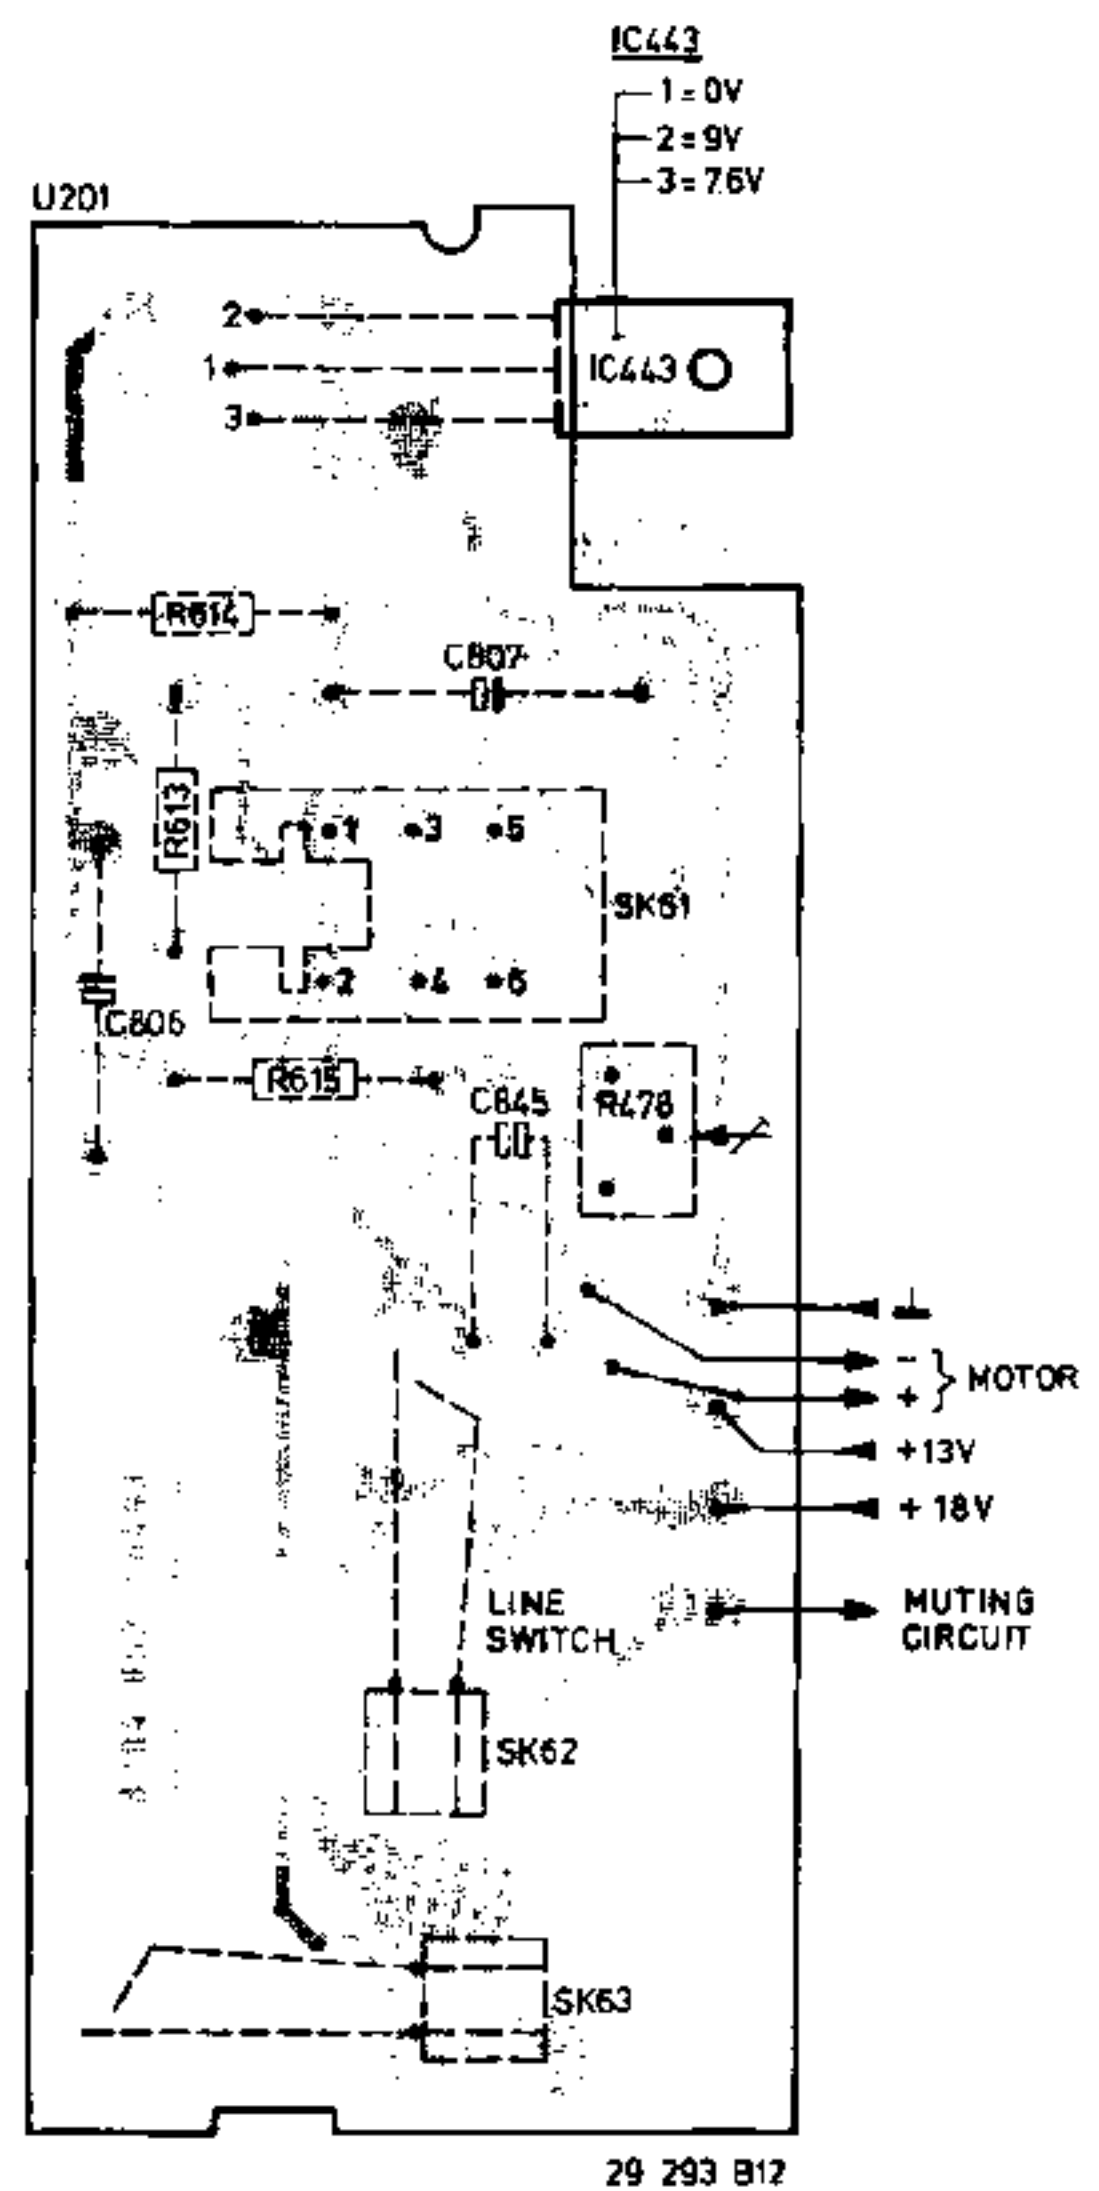 IC443
1 = 0V
2 = 9V
3 = 7.6V
U201
2
1
IC443
3
R614
C807
R613
1 3 5
SK61
2 4 6
C806
R615
C845
R478
-
+
MOTOR
+13V
+18V
LINE
SWITCH
MUTING
CIRCUIT
SK62
SK63
29 293 B12